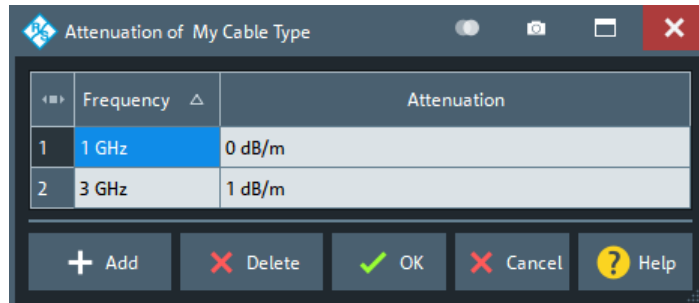 R&S Attenuation of My Cable Type
Frequency Attenuation
1 1 GHz 0 dB/m
2 3 GHz 1 dB/m
Add Delete OK Cancel ? Help